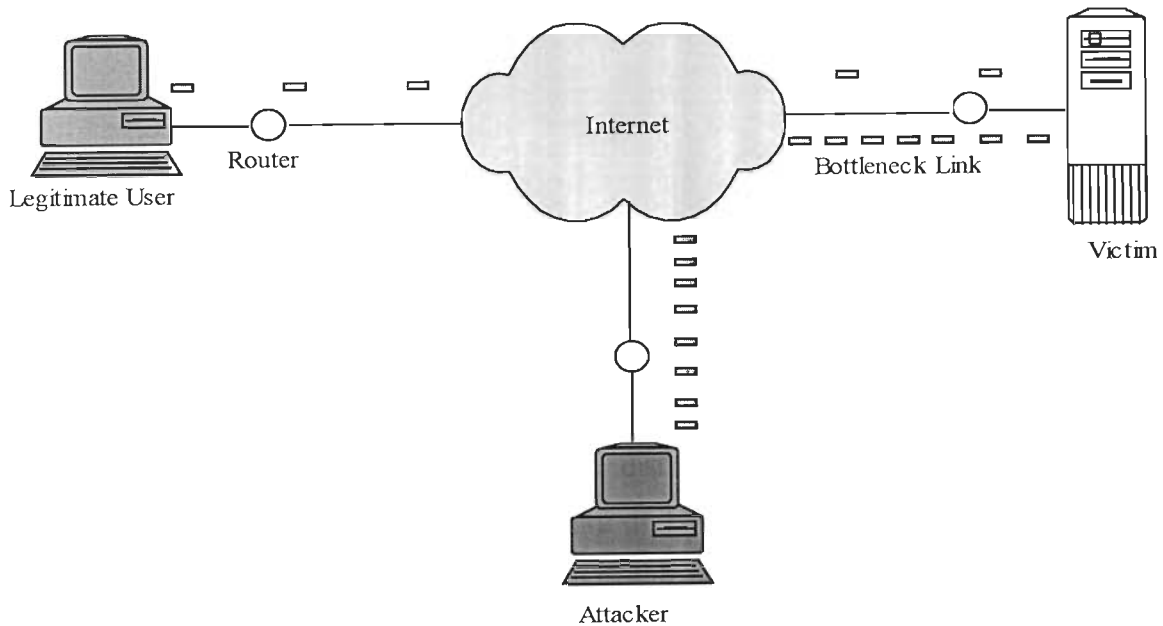 Internet
Router
Bottleneck Link
Legitimate User
Victim
Attacker